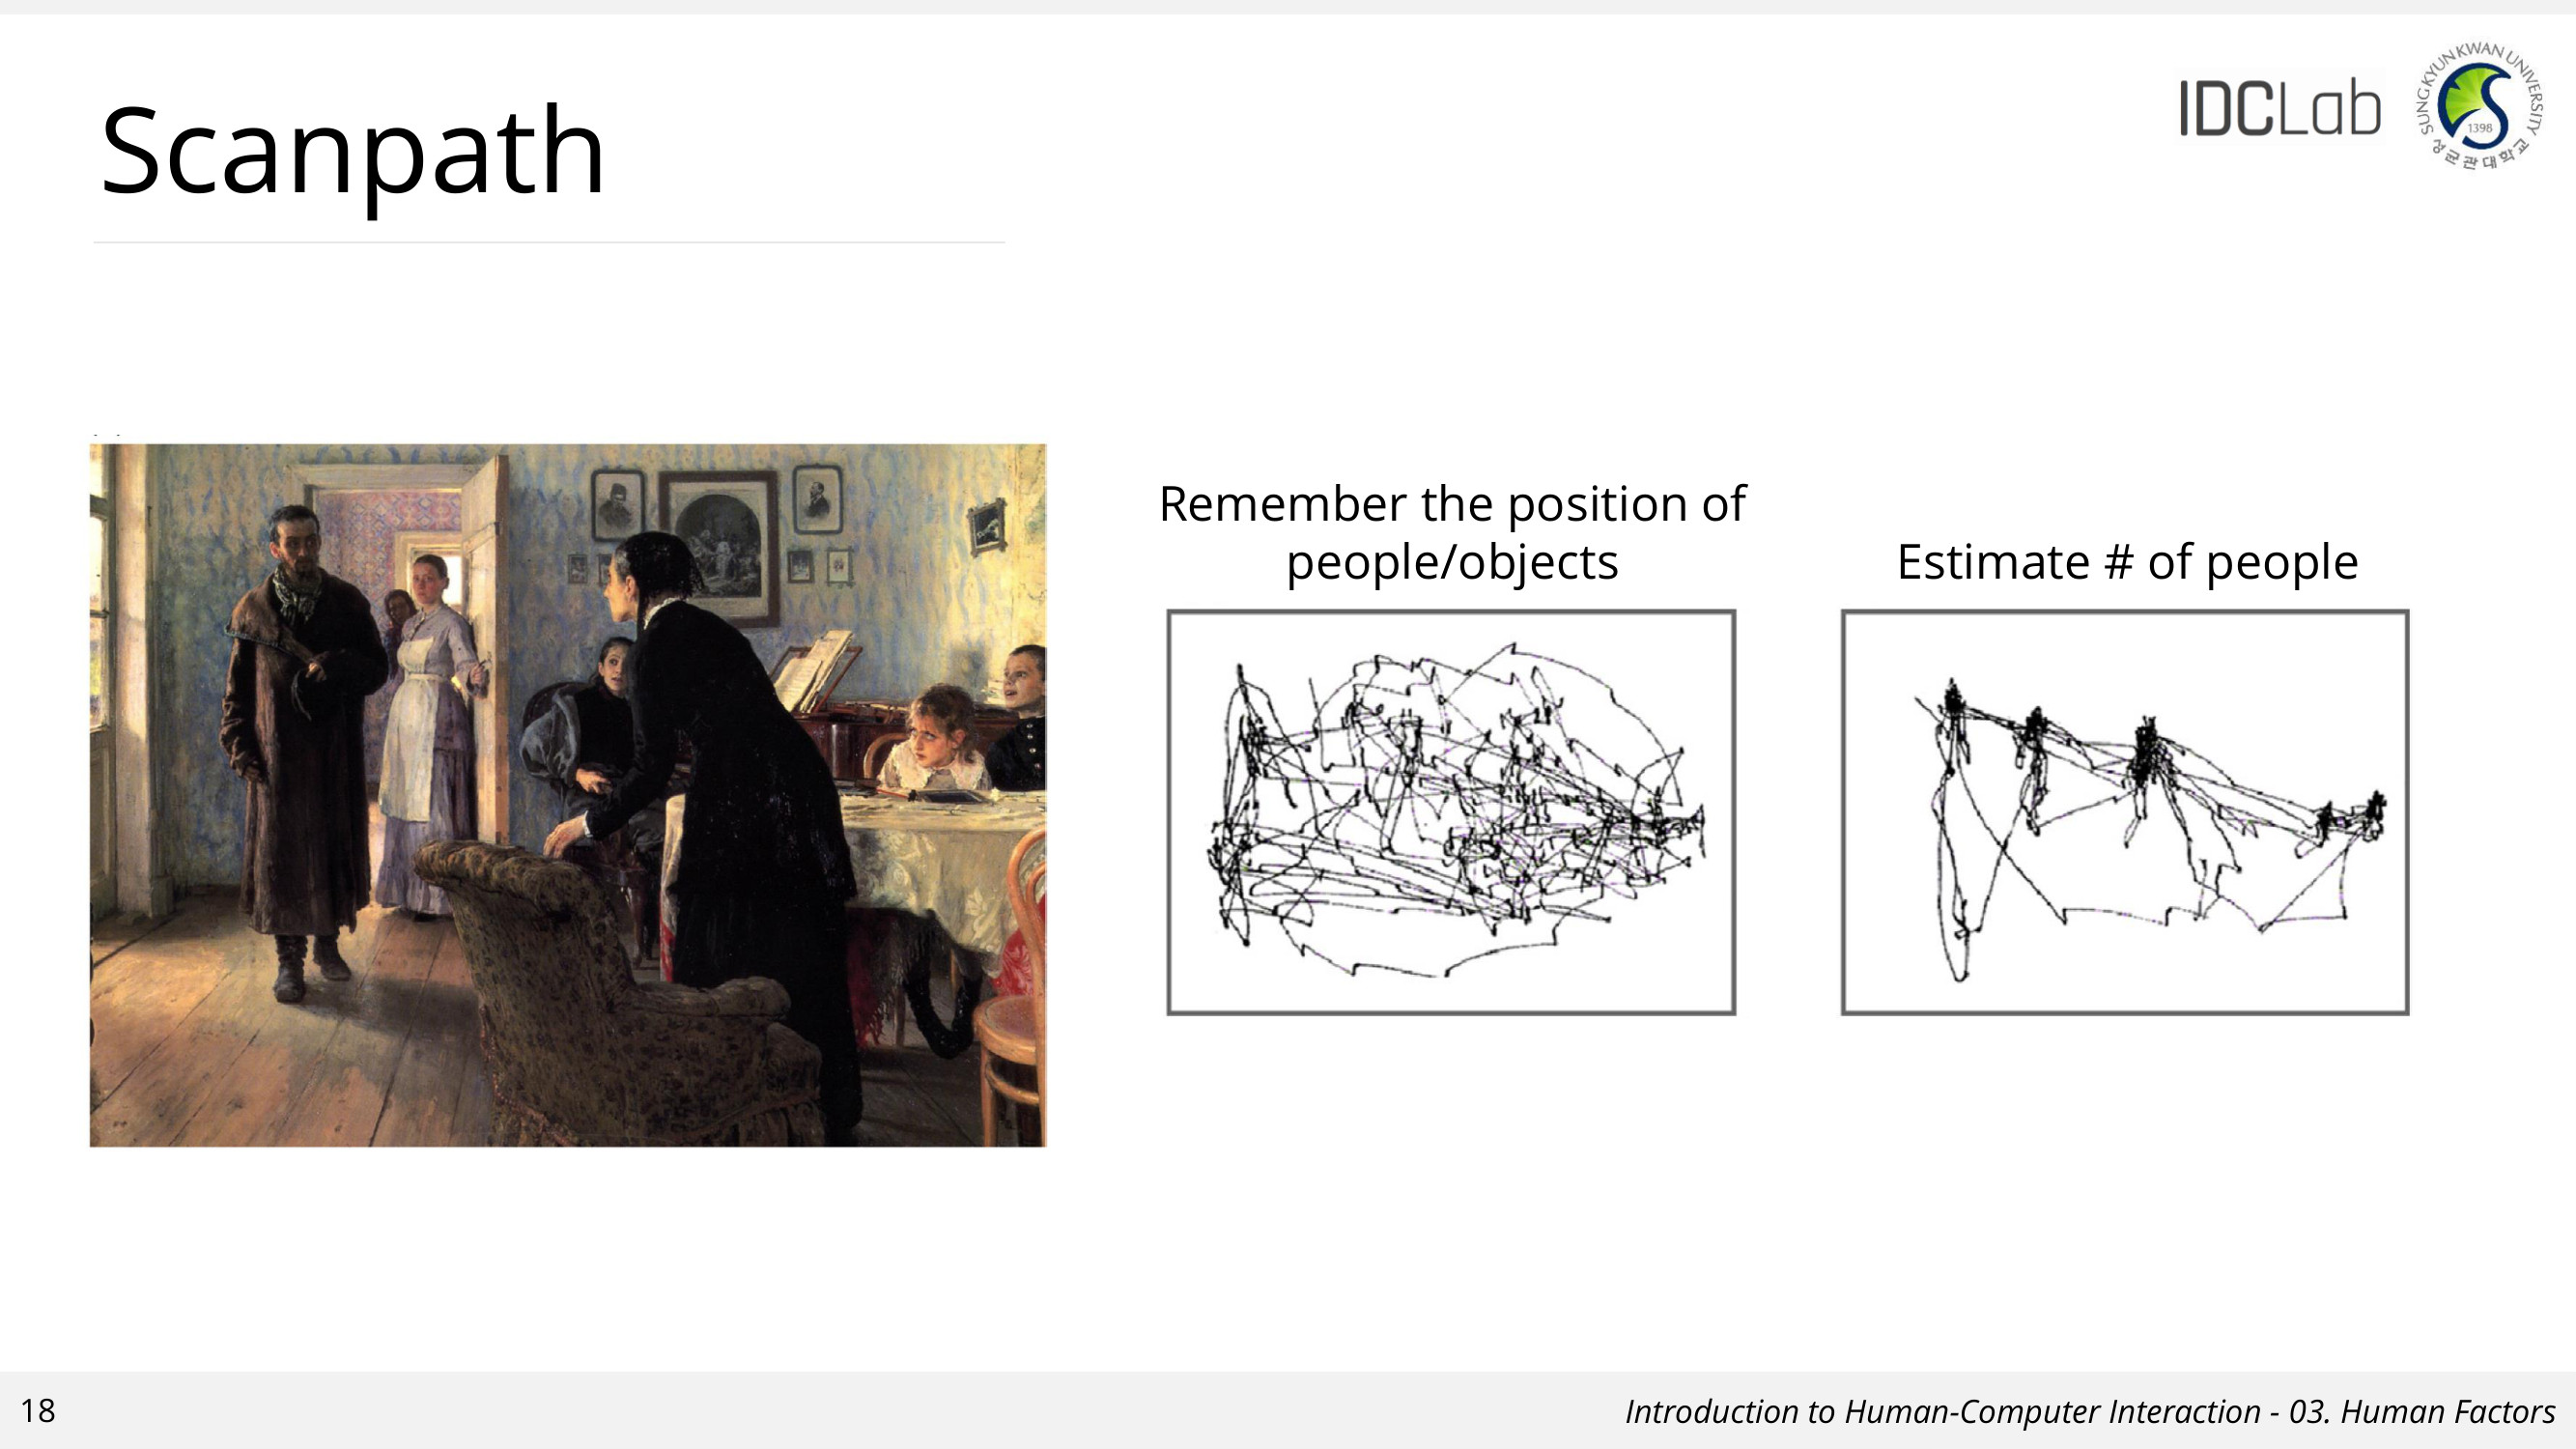 Scanpath
IDCLab
SUNGKYUNKWAN UNIVERSITY
1398
성균관대학교
Remember the position of
people/objects
Estimate # of people
18
Introduction to Human-Computer Interaction - 03. Human Factors